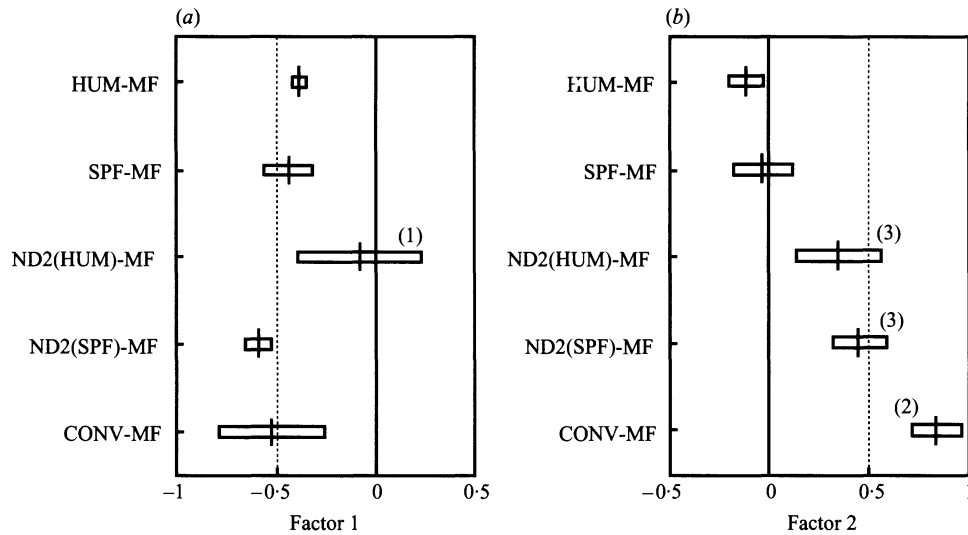 (a)
HUM-MF
SPF-MF
ND2(HUM)-MF
(1)
ND2(SPF)-MF
CONV-MF
−1
−0·5
0
0·5
Factor 1
(b)
HUM-MF
SPF-MF
ND2(HUM)-MF
(3)
ND2(SPF)-MF
(3)
CONV-MF
(2)
−0·5
0
0·5
1
Factor 2